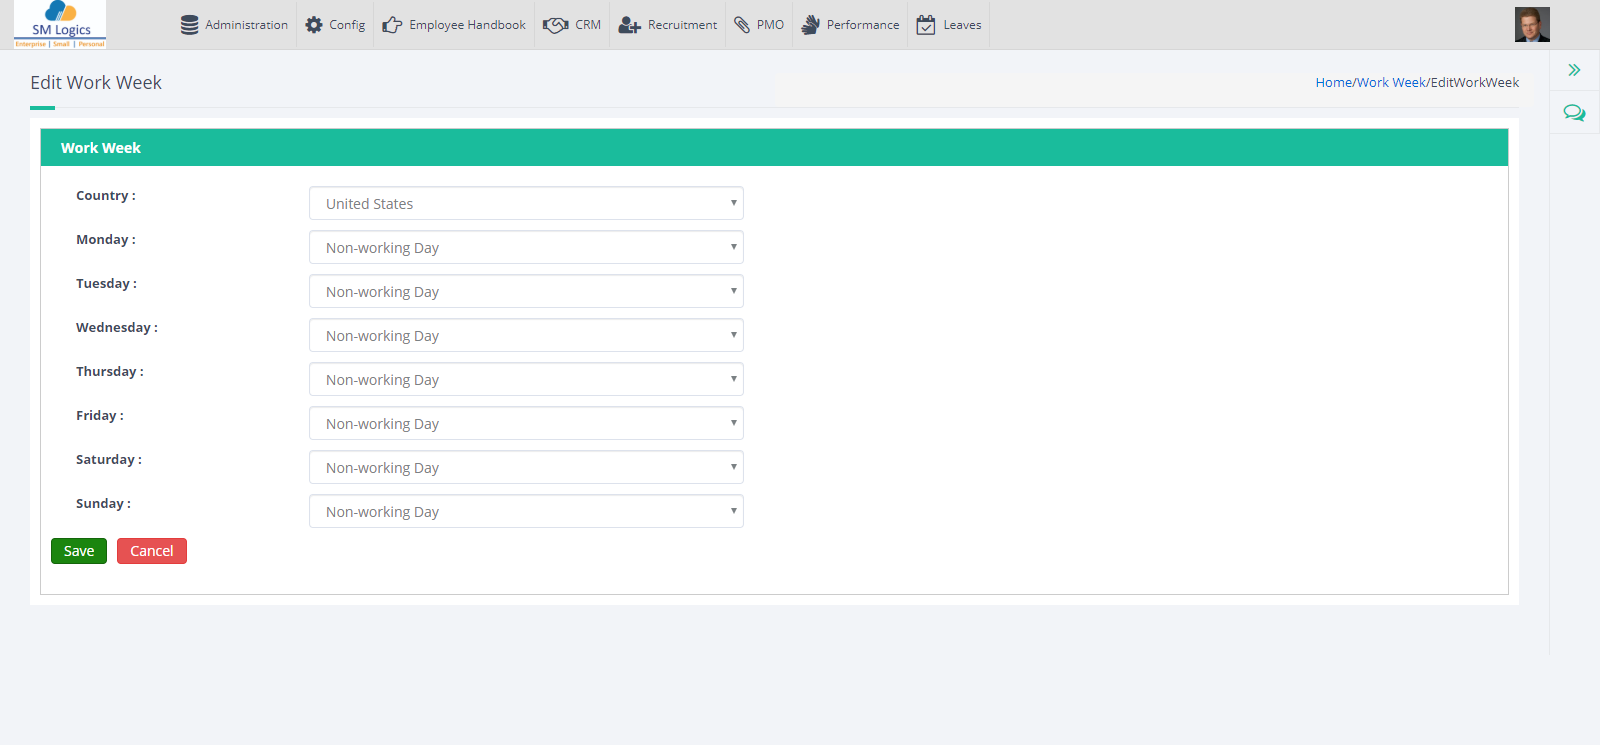 SM Logics
Enterprise | Small | Personal
Administration Config Employee Handbook CRM Recruitment PMO Performance Leaves
Edit Work Week
Home/Work Week/EditWorkWeek
Work Week
Country : United States
Monday : Non-working Day
Tuesday : Non-working Day
Wednesday : Non-working Day
Thursday : Non-working Day
Friday : Non-working Day
Saturday : Non-working Day
Sunday : Non-working Day
Save Cancel